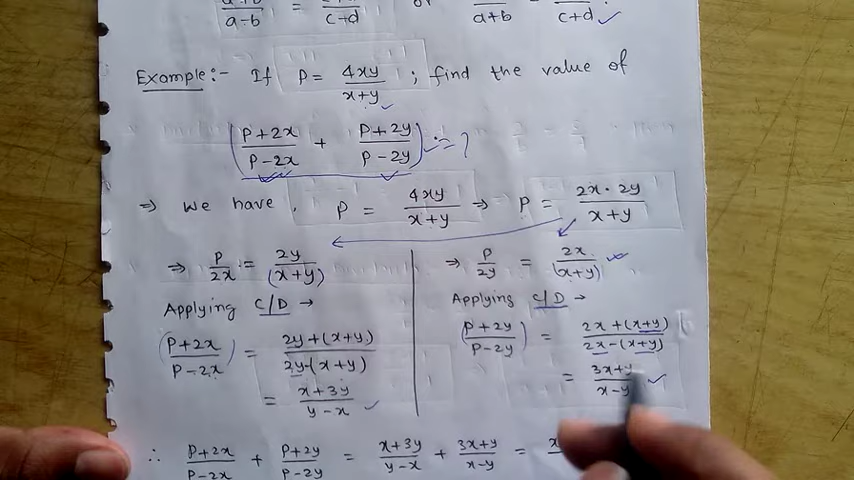 a-b = c+d or a+b = c+d
Example:- If P = 4xy/x+y ; find the value of
(P+2x/P-2x + P+2y/P-2y) = ?
⇒ We have, P = 4xy/x+y ⇒ P = 2x·2y/x+y
⇒ P/2x = 2y/(x+y)
Applying C/D →
(P+2x/P-2x) = 2y+(x+y)/2y-(x+y)
= x+3y/y-x
⇒ P/2y = 2x/(x+y)
Applying C/D →
(P+2y/P-2y) = 2x+(x+y)/2x-(x+y)
= 3x+y/x-y
∴ P+2x/P-2x + P+2y/P-2y = x+3y/y-x + 3x+y/x-y =